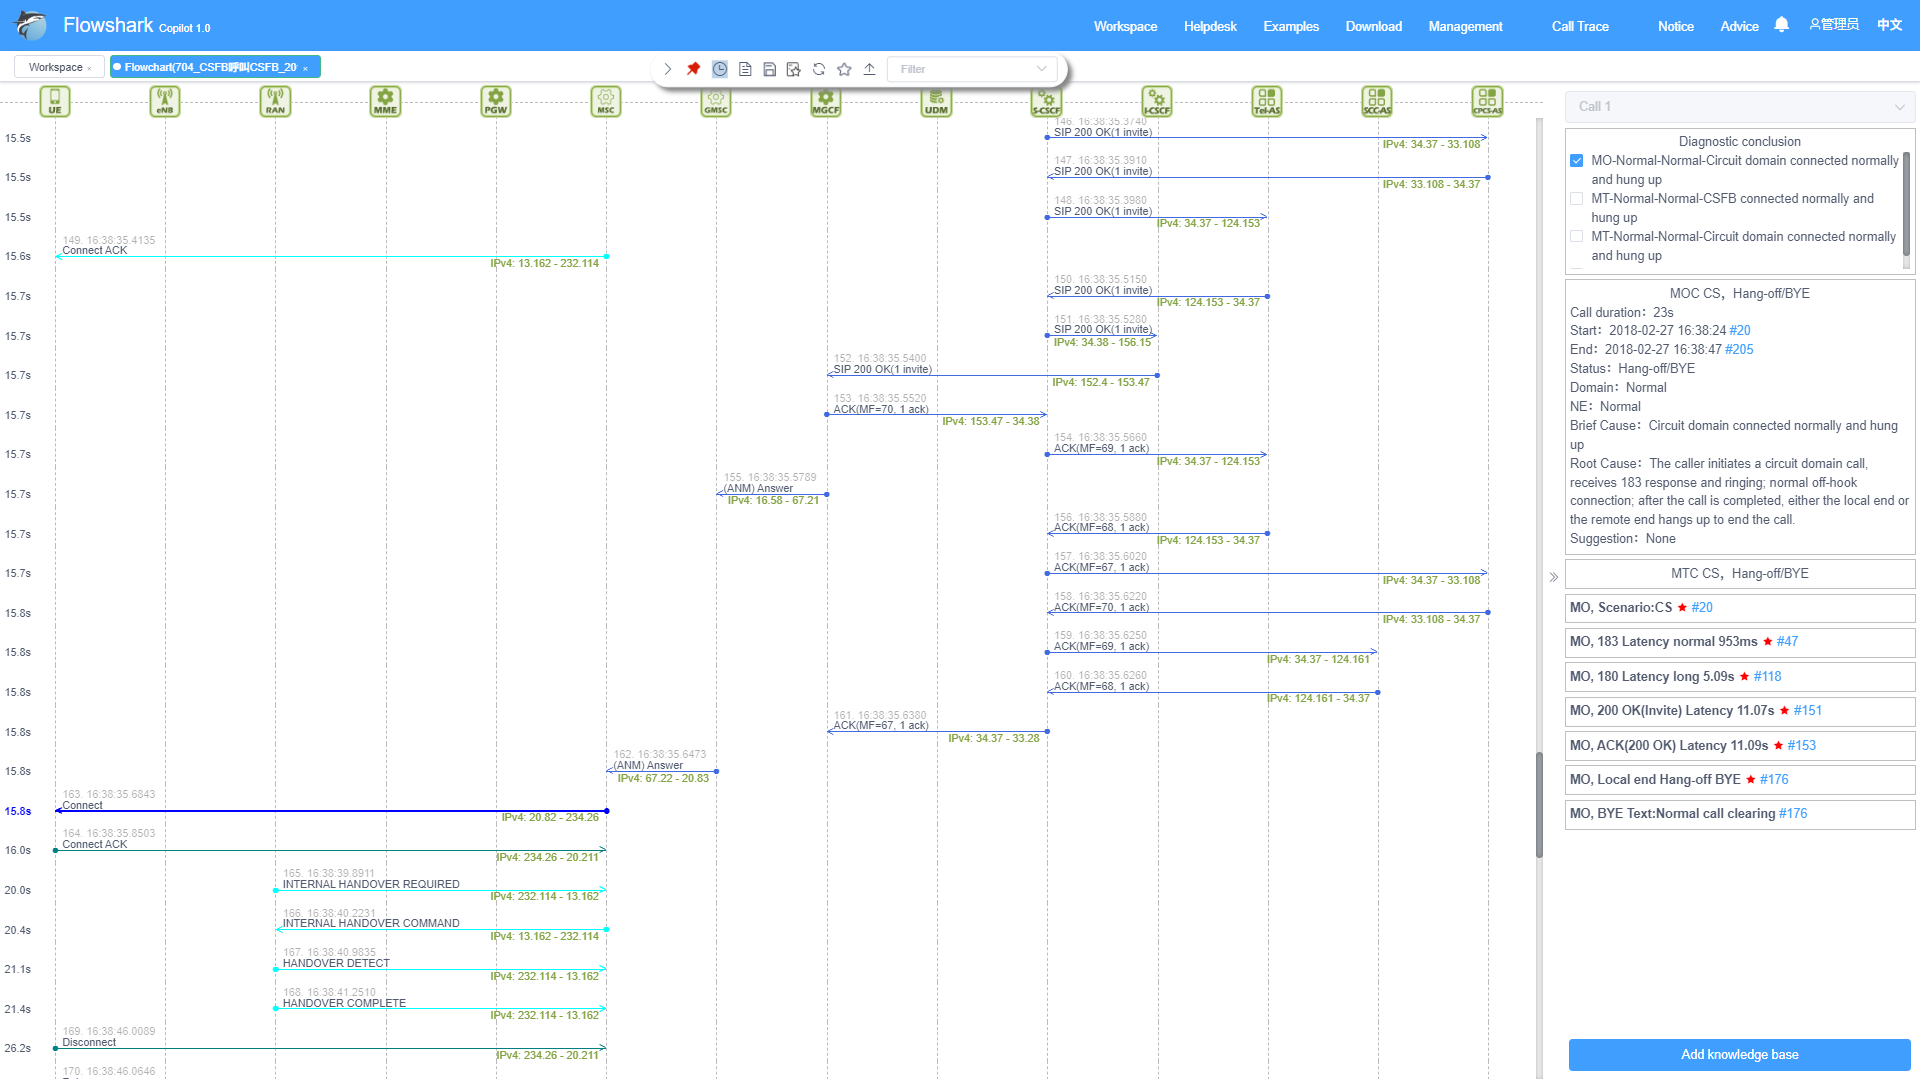 Flowshark Copilot 1.0
Workspace Helpdesk Examples Download Management Call Trace Notice Advice 管理员 中文
Workspace × Flowchart(704_CSFB呼叫CSFB_20 ×
Filter
UE eNB RAN MME PGW MSC GMSC MGCF UDM S-CSCF I-CSCF Tel-AS SCC-AS CPCS-AS
146. 16:38:35.3740
15.5s SIP 200 OK(1 invite)
IPv4: 34.37 - 33.108
147. 16:38:35.3910
15.5s SIP 200 OK(1 invite)
IPv4: 33.108 - 34.37
148. 16:38:35.3980
15.5s SIP 200 OK(1 invite)
IPv4: 34.37 - 124.153
149. 16:38:35.4135
15.6s Connect ACK
IPv4: 13.162 - 232.114
150. 16:38:35.5150
15.7s SIP 200 OK(1 invite)
IPv4: 124.153 - 34.37
151. 16:38:35.5280
15.7s SIP 200 OK(1 invite)
IPv4: 34.38 - 156.15
152. 16:38:35.5400
15.7s SIP 200 OK(1 invite)
IPv4: 152.4 - 153.47
153. 16:38:35.5520
15.7s ACK(MF=70, 1 ack)
IPv4: 153.47 - 34.38
154. 16:38:35.5660
15.7s ACK(MF=69, 1 ack)
IPv4: 34.37 - 124.153
155. 16:38:35.5789
15.7s (ANM) Answer
IPv4: 16.58 - 67.21
156. 16:38:35.5880
15.7s ACK(MF=68, 1 ack)
IPv4: 124.153 - 34.37
157. 16:38:35.6020
15.7s ACK(MF=67, 1 ack)
IPv4: 34.37 - 33.108
158. 16:38:35.6220
15.8s ACK(MF=70, 1 ack)
IPv4: 33.108 - 34.37
159. 16:38:35.6250
15.8s ACK(MF=69, 1 ack)
IPv4: 34.37 - 124.161
160. 16:38:35.6260
15.8s ACK(MF=68, 1 ack)
IPv4: 124.161 - 34.37
161. 16:38:35.6380
15.8s ACK(MF=67, 1 ack)
IPv4: 34.37 - 33.28
162. 16:38:35.6473
15.8s (ANM) Answer
IPv4: 67.22 - 20.83
163. 16:38:35.6843
15.8s Connect
IPv4: 20.82 - 234.26
164. 16:38:35.8503
16.0s Connect ACK
IPv4: 234.26 - 20.211
165. 16:38:39.8911
20.0s INTERNAL HANDOVER REQUIRED
IPv4: 232.114 - 13.162
166. 16:38:40.2231
20.4s INTERNAL HANDOVER COMMAND
IPv4: 13.162 - 232.114
167. 16:38:40.9835
21.1s HANDOVER DETECT
IPv4: 232.114 - 13.162
168. 16:38:41.2510
21.4s HANDOVER COMPLETE
IPv4: 232.114 - 13.162
169. 16:38:46.0089
26.2s Disconnect
IPv4: 234.26 - 20.211
170. 16:38:46.0646
Call 1
Diagnostic conclusion
MO-Normal-Normal-Circuit domain connected normally
and hung up
MT-Normal-Normal-CSFB connected normally and
hung up
MT-Normal-Normal-Circuit domain connected normally
and hung up
MOC CS，Hang-off/BYE
Call duration：23s
Start：2018-02-27 16:38:24 #20
End：2018-02-27 16:38:47 #205
Status：Hang-off/BYE
Domain：Normal
NE：Normal
Brief Cause：Circuit domain connected normally and hung
up
Root Cause：The caller initiates a circuit domain call,
receives 183 response and ringing; normal off-hook
connection; after the call is completed, either the local end or
the remote end hangs up to end the call.
Suggestion：None
MTC CS，Hang-off/BYE
MO, Scenario:CS ★ #20
MO, 183 Latency normal 953ms ★ #47
MO, 180 Latency long 5.09s ★ #118
MO, 200 OK(Invite) Latency 11.07s ★ #151
MO, ACK(200 OK) Latency 11.09s ★ #153
MO, Local end Hang-off BYE ★ #176
MO, BYE Text:Normal call clearing #176
Add knowledge base